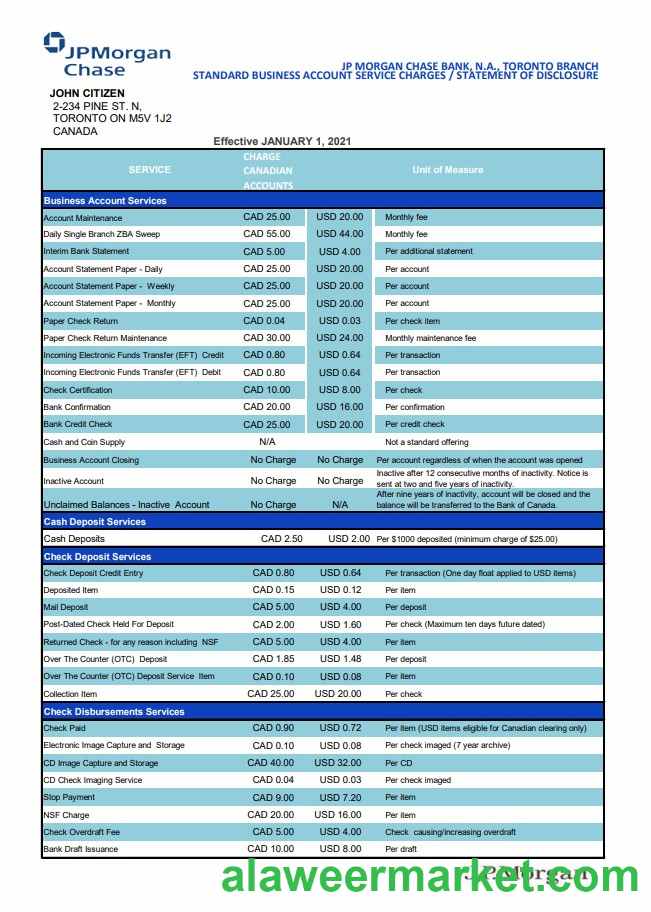 JPMorgan
Chase
JP MORGAN CHASE BANK, N.A., TORONTO BRANCH
STANDARD BUSINESS ACCOUNT SERVICE CHARGES / STATEMENT OF DISCLOSURE
JOHN CITIZEN
2-234 PINE ST. N,
TORONTO ON M5V 1J2
CANADA
Effective JANUARY 1, 2021
SERVICE CHARGE CANADIAN ACCOUNTS Unit of Measure
Business Account Services
Account Maintenance CAD 25.00 USD 20.00 Monthly fee
Daily Single Branch ZBA Sweep CAD 55.00 USD 44.00 Monthly fee
Interim Bank Statement CAD 5.00 USD 4.00 Per additional statement
Account Statement Paper - Daily CAD 25.00 USD 20.00 Per account
Account Statement Paper - Weekly CAD 25.00 USD 20.00 Per account
Account Statement Paper - Monthly CAD 25.00 USD 20.00 Per account
Paper Check Return CAD 0.04 USD 0.03 Per check item
Paper Check Return Maintenance CAD 30.00 USD 24.00 Monthly maintenance fee
Incoming Electronic Funds Transfer (EFT) Credit CAD 0.80 USD 0.64 Per transaction
Incoming Electronic Funds Transfer (EFT) Debit CAD 0.80 USD 0.64 Per transaction
Check Certification CAD 10.00 USD 8.00 Per check
Bank Confirmation CAD 20.00 USD 16.00 Per confirmation
Bank Credit Check CAD 25.00 USD 20.00 Per credit check
Cash and Coin Supply N/A Not a standard offering
Business Account Closing No Charge No Charge Per account regardless of when the account was opened
Inactive Account No Charge No Charge Inactive after 12 consecutive months of inactivity. Notice is
sent at two and five years of inactivity.
Unclaimed Balances - Inactive Account No Charge N/A After nine years of inactivity, account will be closed and the
balance will be transferred to the Bank of Canada.
Cash Deposit Services
Cash Deposits CAD 2.50 USD 2.00 Per $1000 deposited (minimum charge of $25.00)
Check Deposit Services
Check Deposit Credit Entry CAD 0.80 USD 0.64 Per transaction (One day float applied to USD items)
Deposited Item CAD 0.15 USD 0.12 Per item
Mail Deposit CAD 5.00 USD 4.00 Per deposit
Post-Dated Check Held For Deposit CAD 2.00 USD 1.60 Per check (Maximum ten days future dated)
Returned Check - for any reason including NSF CAD 5.00 USD 4.00 Per item
Over The Counter (OTC) Deposit CAD 1.85 USD 1.48 Per deposit
Over The Counter (OTC) Deposit Service Item CAD 0.10 USD 0.08 Per item
Collection Item CAD 25.00 USD 20.00 Per check
Check Disbursements Services
Check Paid CAD 0.90 USD 0.72 Per item (USD items eligible for Canadian clearing only)
Electronic Image Capture and Storage CAD 0.10 USD 0.08 Per check imaged (7 year archive)
CD Image Capture and Storage CAD 40.00 USD 32.00 Per CD
CD Check Imaging Service CAD 0.04 USD 0.03 Per check imaged
Stop Payment CAD 9.00 USD 7.20 Per item
NSF Charge CAD 20.00 USD 16.00 Per item
Check Overdraft Fee CAD 5.00 USD 4.00 Check causing/increasing overdraft
Bank Draft Issuance CAD 10.00 USD 8.00 Per draft
J.P.Morgan
alaweermarket.com